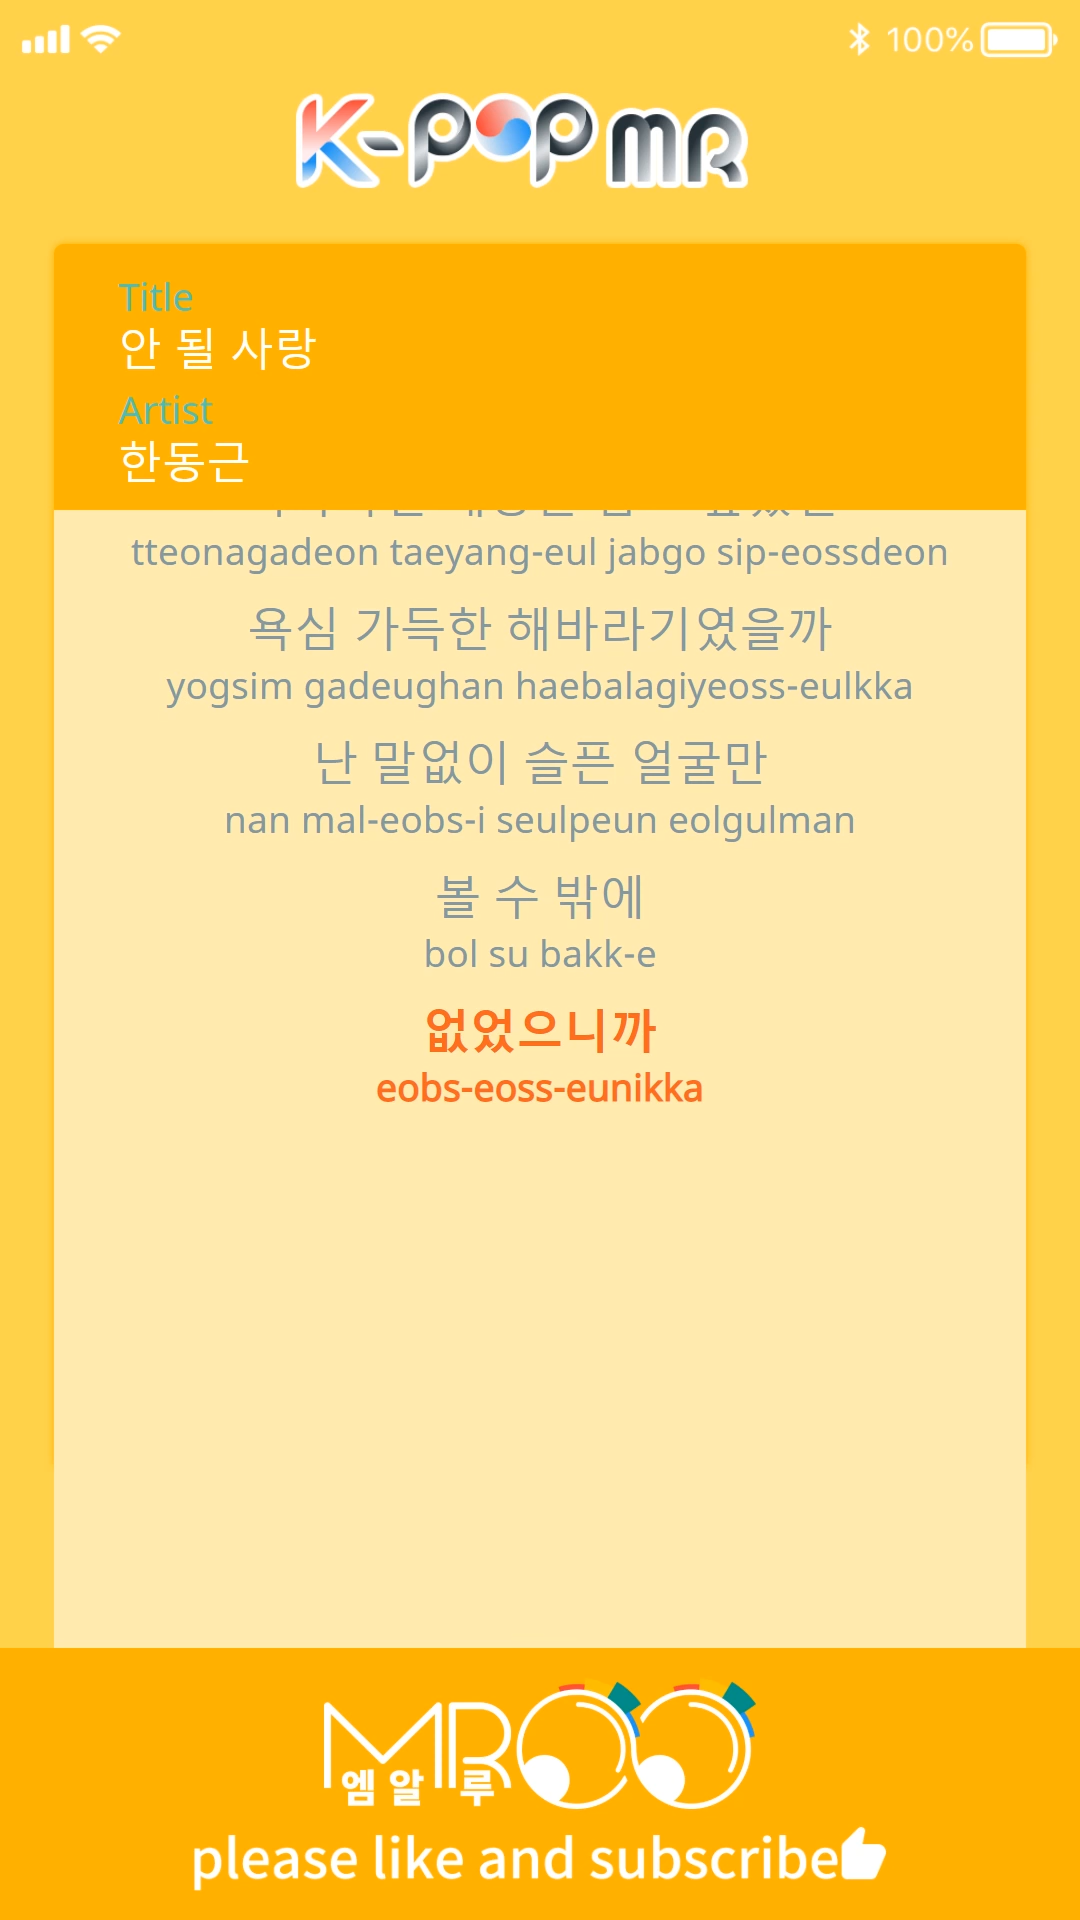 100%
K-POP MR
Title
안 될 사랑
Artist
한동근
tteonagadeon taeyang-eul jabgo sip-eossdeon
욕심 가득한 해바라기였을까
yogsim gadeughan haebalagiyeoss-eulkka
난 말없이 슬픈 얼굴만
nan mal-eobs-i seulpeun eolgulman
볼 수 밖에
bol su bakk-e
없었으니까
eobs-eoss-eunikka
MROO
엠알루
please like and subscribe